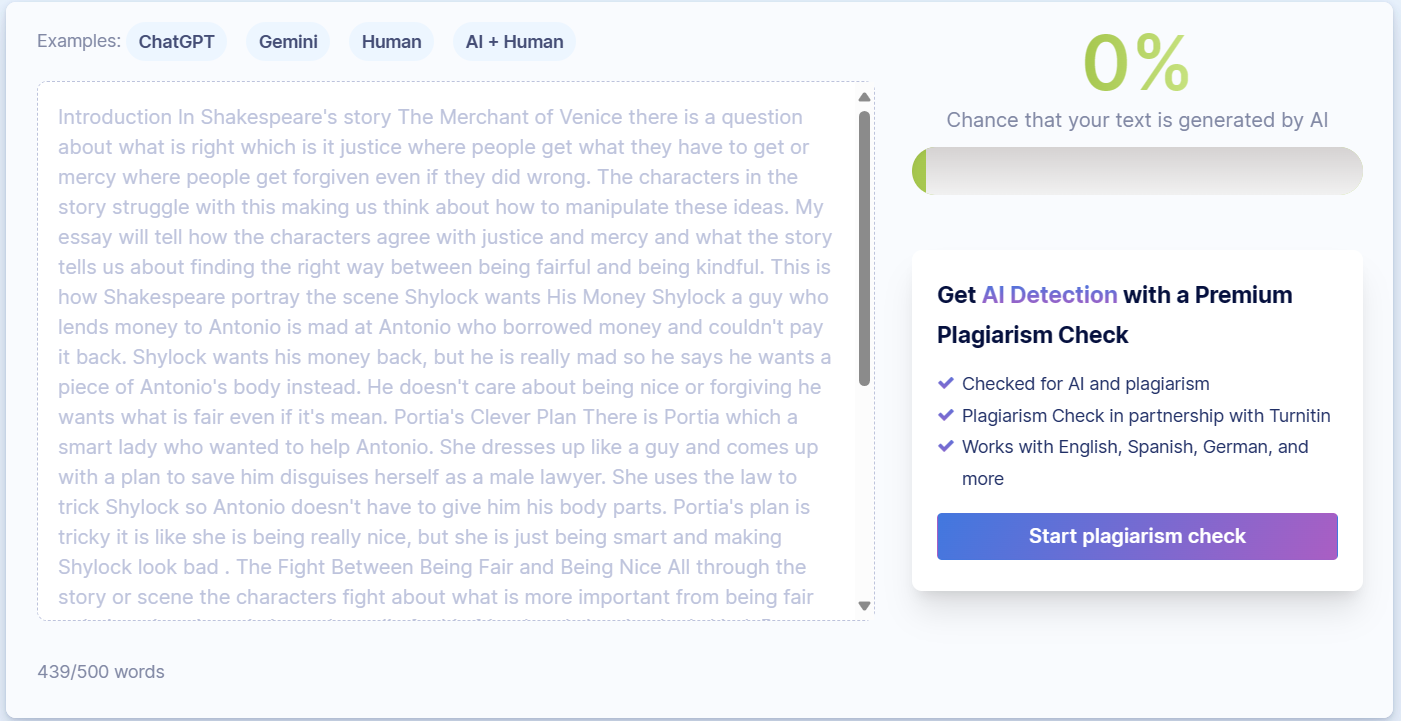 Examples: ChatGPT Gemini Human AI + Human
Introduction In Shakespeare's story The Merchant of Venice there is a question
about what is right which is it justice where people get what they have to get or
mercy where people get forgiven even if they did wrong. The characters in the
story struggle with this making us think about how to manipulate these ideas. My
essay will tell how the characters agree with justice and mercy and what the story
tells us about finding the right way between being fairful and being kindful. This is
how Shakespeare portray the scene Shylock wants His Money Shylock a guy who
lends money to Antonio is mad at Antonio who borrowed money and couldn't pay
it back. Shylock wants his money back, but he is really mad so he says he wants a
piece of Antonio's body instead. He doesn't care about being nice or forgiving he
wants what is fair even if it's mean. Portia's Clever Plan There is Portia which a
smart lady who wanted to help Antonio. She dresses up like a guy and comes up
with a plan to save him disguises herself as a male lawyer. She uses the law to
trick Shylock so Antonio doesn't have to give him his body parts. Portia's plan is
tricky it is like she is being really nice, but she is just being smart and making
Shylock look bad . The Fight Between Being Fair and Being Nice All through the
story or scene the characters fight about what is more important from being fair
439/500 words
0%
Chance that your text is generated by AI
Get AI Detection with a Premium
Plagiarism Check
Checked for AI and plagiarism
Plagiarism Check in partnership with Turnitin
Works with English, Spanish, German, and
more
Start plagiarism check